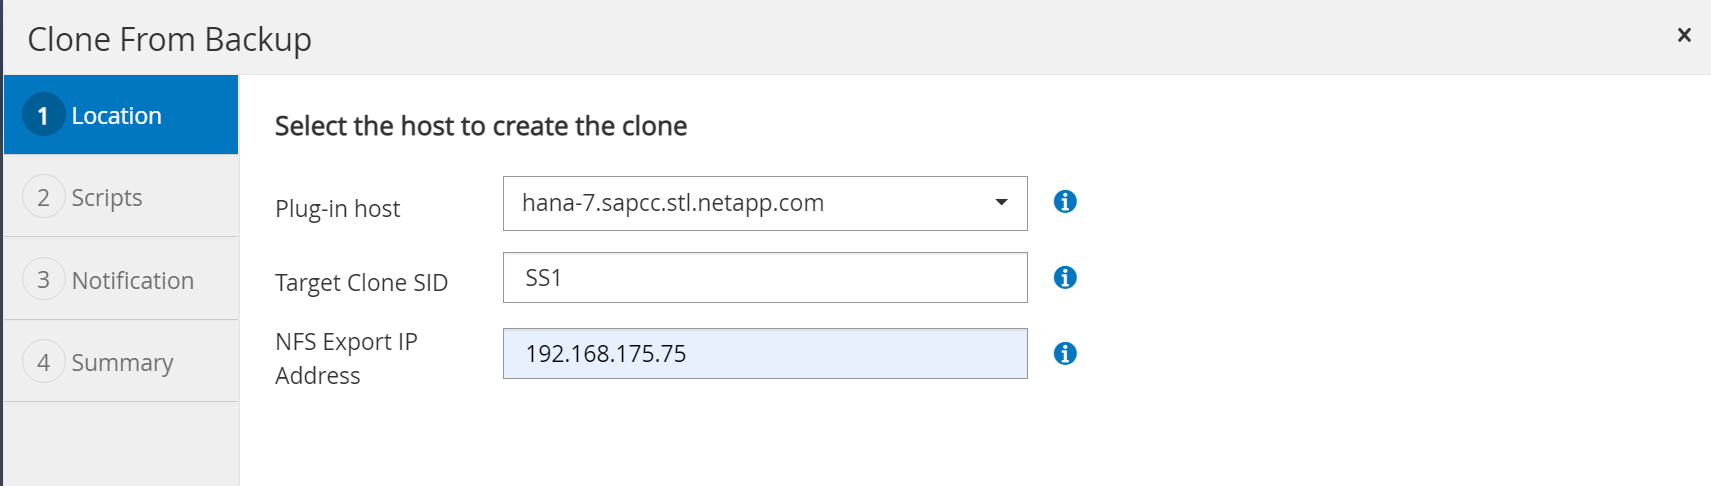 Clone From Backup
×
1 Location
2 Scripts
3 Notification
4 Summary
Select the host to create the clone
Plug-in host
hana-7.sapcc.stl.netapp.com
Target Clone SID
SS1
NFS Export IP
Address
192.168.175.75